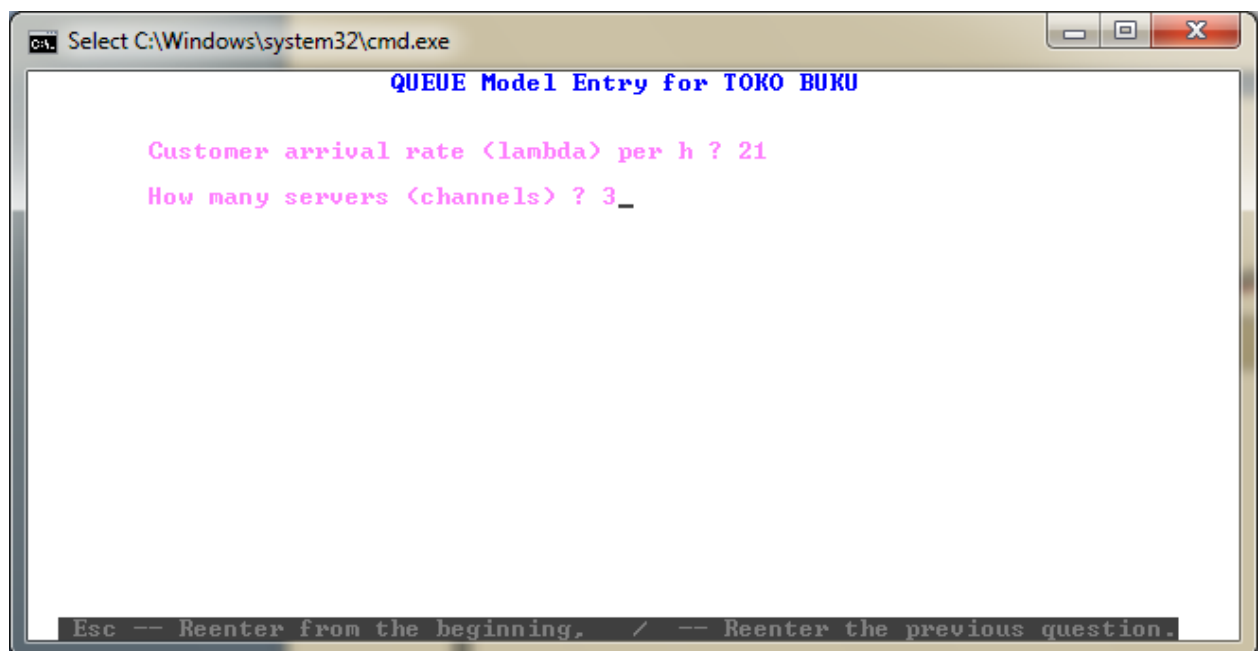 Select C:\Windows\system32\cmd.exe
QUEUE Model Entry for TOKO BUKU
Customer arrival rate (lambda) per h ? 21
How many servers (channels) ? 3_
Esc -- Reenter from the beginning,   / -- Reenter the previous question.